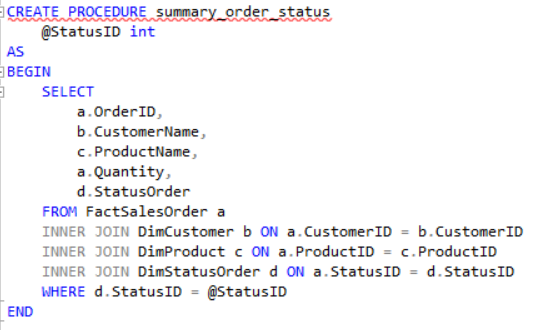 CREATE PROCEDURE summary_order_status
@StatusID int
AS
BEGIN
SELECT
a.OrderID,
b.CustomerName,
c.ProductName,
a.Quantity,
d.StatusOrder
FROM FactSalesOrder a
INNER JOIN DimCustomer b ON a.CustomerID = b.CustomerID
INNER JOIN DimProduct c ON a.ProductID = c.ProductID
INNER JOIN DimStatusOrder d ON a.StatusID = d.StatusID
WHERE d.StatusID = @StatusID
END